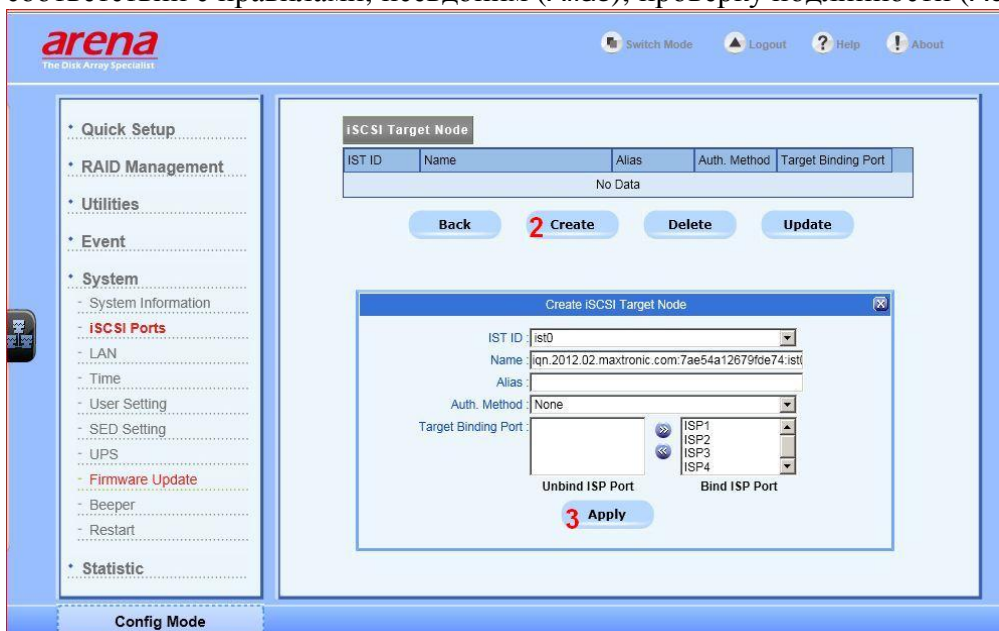 arena
The Disk Array Specialist
Switch Mode
Logout
? Help
! About
Quick Setup
RAID Management
Utilities
Event
System
- System Information
- iSCSI Ports
- LAN
- Time
- User Setting
- SED Setting
- UPS
- Firmware Update
- Beeper
- Restart
Statistic
Config Mode
iSCSI Target Node
IST ID Name Alias Auth. Method Target Binding Port
No Data
Back 2 Create Delete Update
Create iSCSI Target Node
IST ID : ist0
Name : iqn.2012.02.maxtronic.com:7ae54a12679fde74:ist
Alias :
Auth. Method : None
Target Binding Port :
ISP1
ISP2
ISP3
ISP4
Unbind ISP Port Bind ISP Port
3 Apply